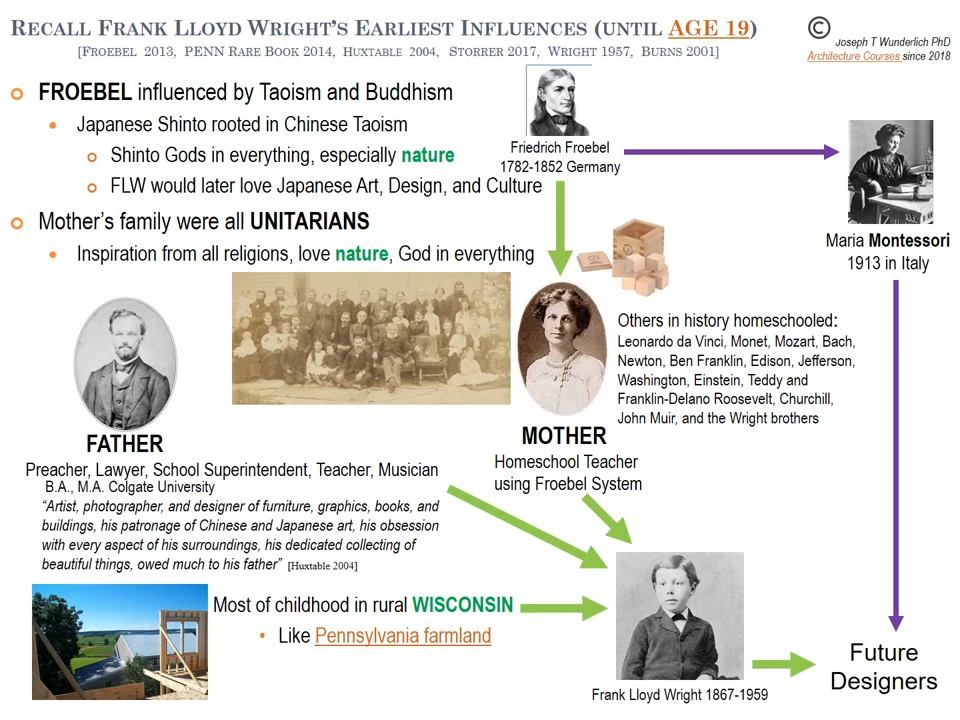 RECALL FRANK LLOYD WRIGHT'S EARLIEST INFLUENCES (UNTIL AGE 19)
[FROEBEL 2013, PENN RARE BOOK 2014, HUXTABLE 2004, STORRER 2017, WRIGHT 1957, BURNS 2001]
©
Joseph T Wunderlich PhD
Architecture Courses since 2018
FROEBEL influenced by Taoism and Buddhism
Japanese Shinto rooted in Chinese Taoism
Shinto Gods in everything, especially nature
FLW would later love Japanese Art, Design, and Culture
Friedrich Froebel
1782-1852 Germany
Maria Montessori
1913 in Italy
Mother's family were all UNITARIANS
Inspiration from all religions, love nature, God in everything
Others in history homeschooled:
Leonardo da Vinci, Monet, Mozart, Bach,
Newton, Ben Franklin, Edison, Jefferson,
Washington, Einstein, Teddy and
Franklin-Delano Roosevelt, Churchill,
John Muir, and the Wright brothers
FATHER
Preacher, Lawyer, School Superintendent, Teacher, Musician
B.A., M.A. Colgate University
"Artist, photographer, and designer of furniture, graphics, books, and
buildings, his patronage of Chinese and Japanese art, his obsession
with every aspect of his surroundings, his dedicated collecting of
beautiful things, owed much to his father" [Huxtable 2004]
MOTHER
Homeschool Teacher
using Froebel System
Most of childhood in rural WISCONSIN
Like Pennsylvania farmland
Frank Lloyd Wright 1867-1959
Future
Designers